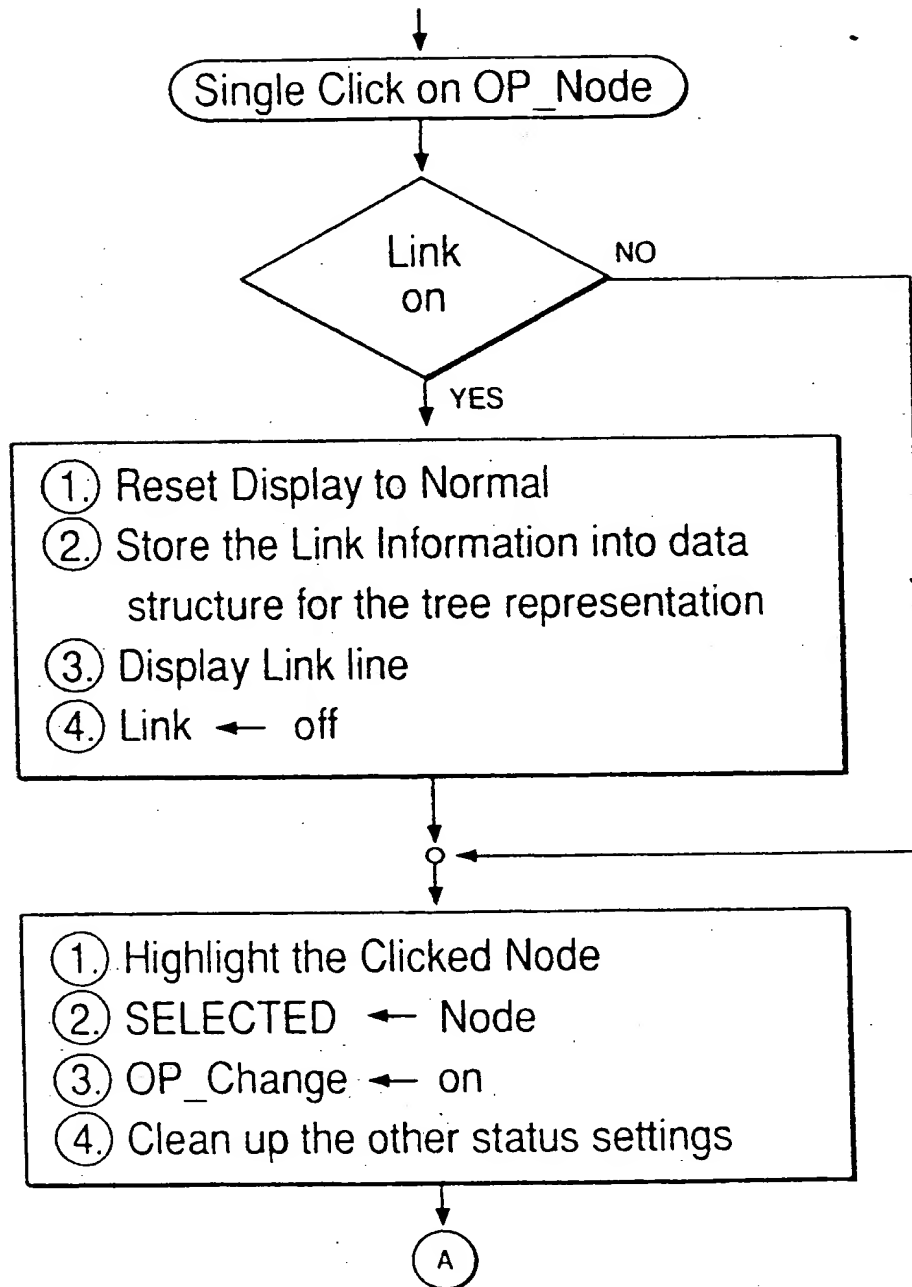 Single Click on OP_Node
Link
on
NO
YES
1. Reset Display to Normal
2. Store the Link Information into data
structure for the tree representation
3. Display Link line
4. Link ← off
1. Highlight the Clicked Node
2. SELECTED ← Node
3. OP_Change ← on
4. Clean up the other status settings
A